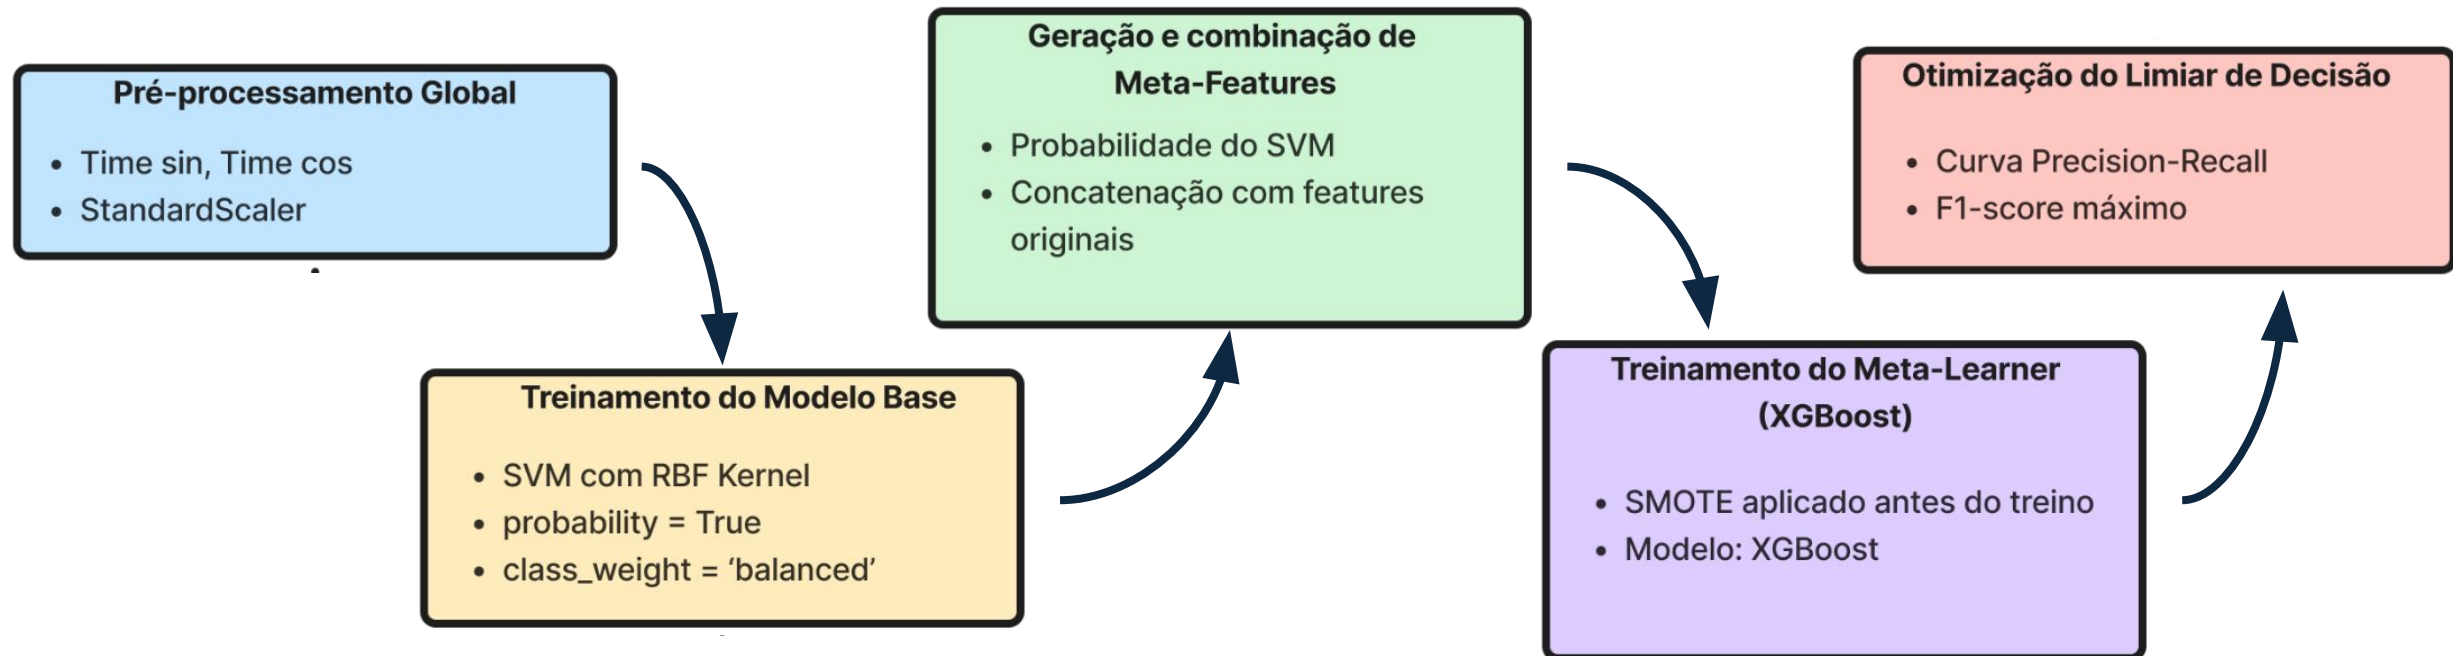 Pré-processamento Global
• Time sin, Time cos
• StandardScaler
Treinamento do Modelo Base
• SVM com RBF Kernel
• probability = True
• class_weight = ‘balanced’
Geração e combinação de
Meta-Features
• Probabilidade do SVM
• Concatenação com features
originais
Treinamento do Meta-Learner
(XGBoost)
• SMOTE aplicado antes do treino
• Modelo: XGBoost
Otimização do Limiar de Decisão
• Curva Precision-Recall
• F1-score máximo